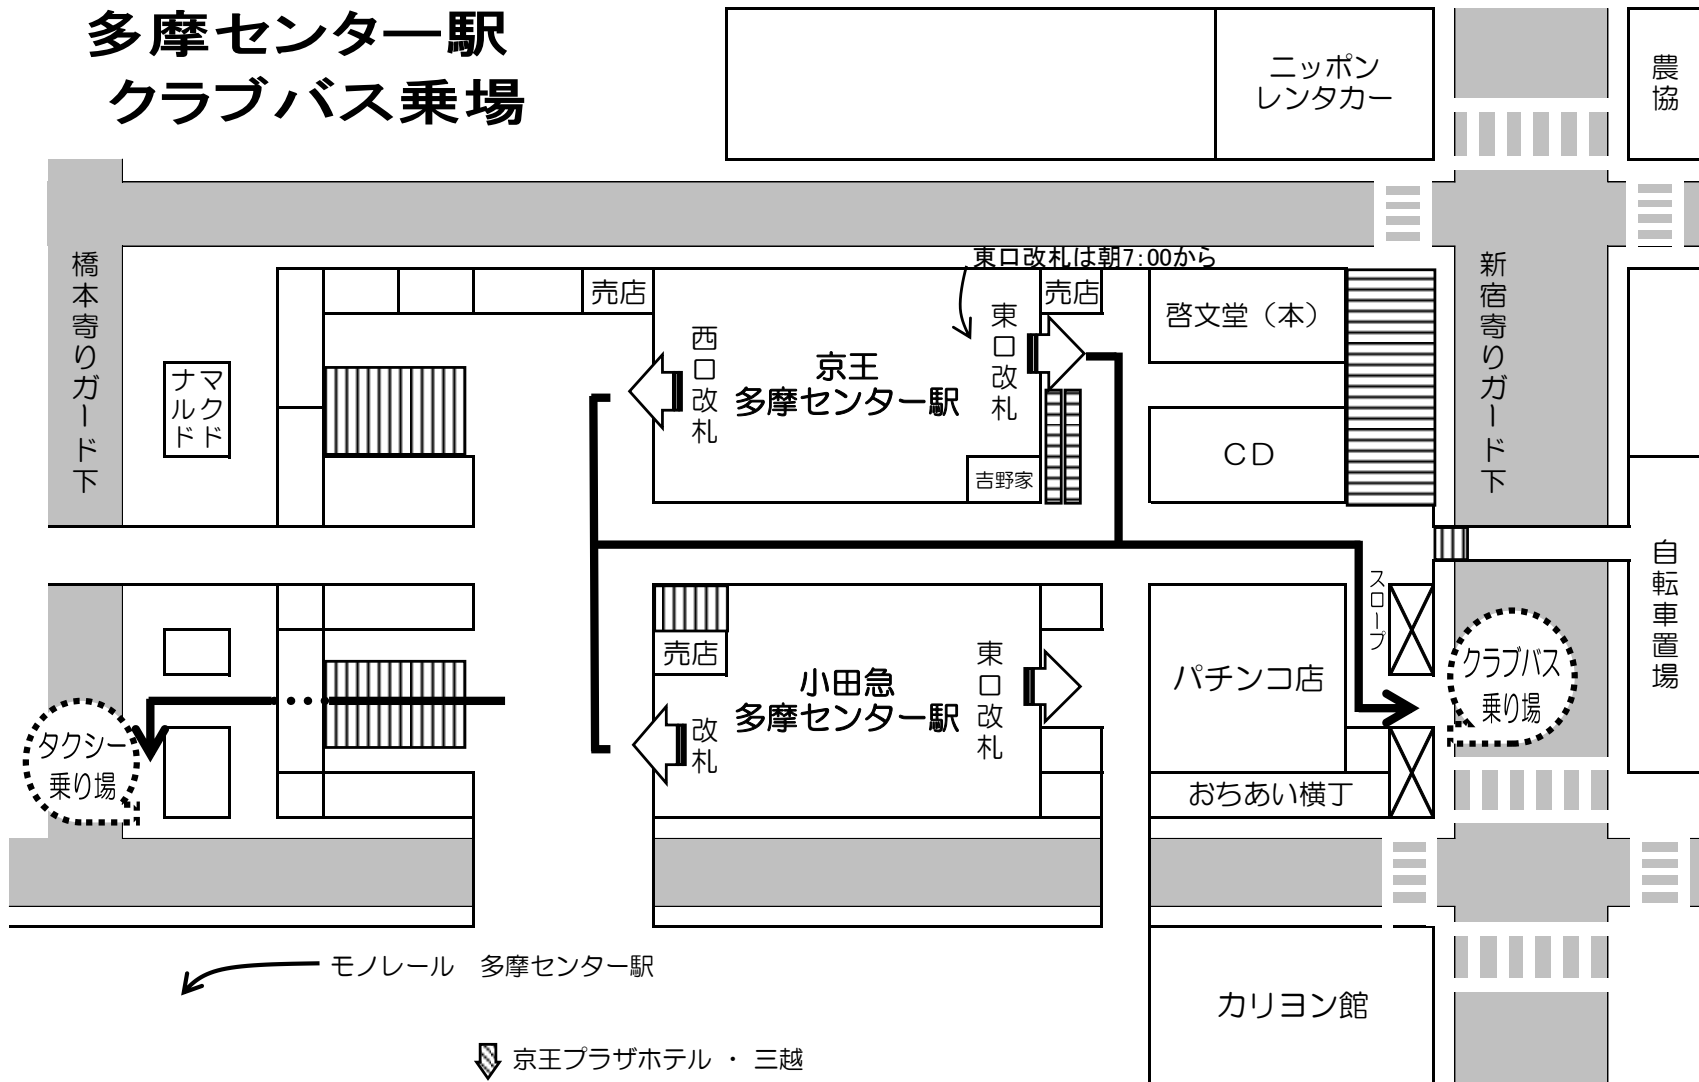 多摩センター駅
クラブバス乗場
ニッポン
レンタカー
農協
橋本寄りガード下
新宿寄りガード下
東口改札は朝7:00から
売店
売店
啓文堂（本）
西口改札
東口改札
京王
多摩センター駅
マクド
ナルド
吉野家
ＣＤ
自転車置場
スロープ
売店
小田急
多摩センター駅
東口改札
改札
パチンコ店
クラブバス
乗り場
タクシー
乗り場
おちあい横丁
モノレール　多摩センター駅
カリヨン館
京王プラザホテル ・ 三越